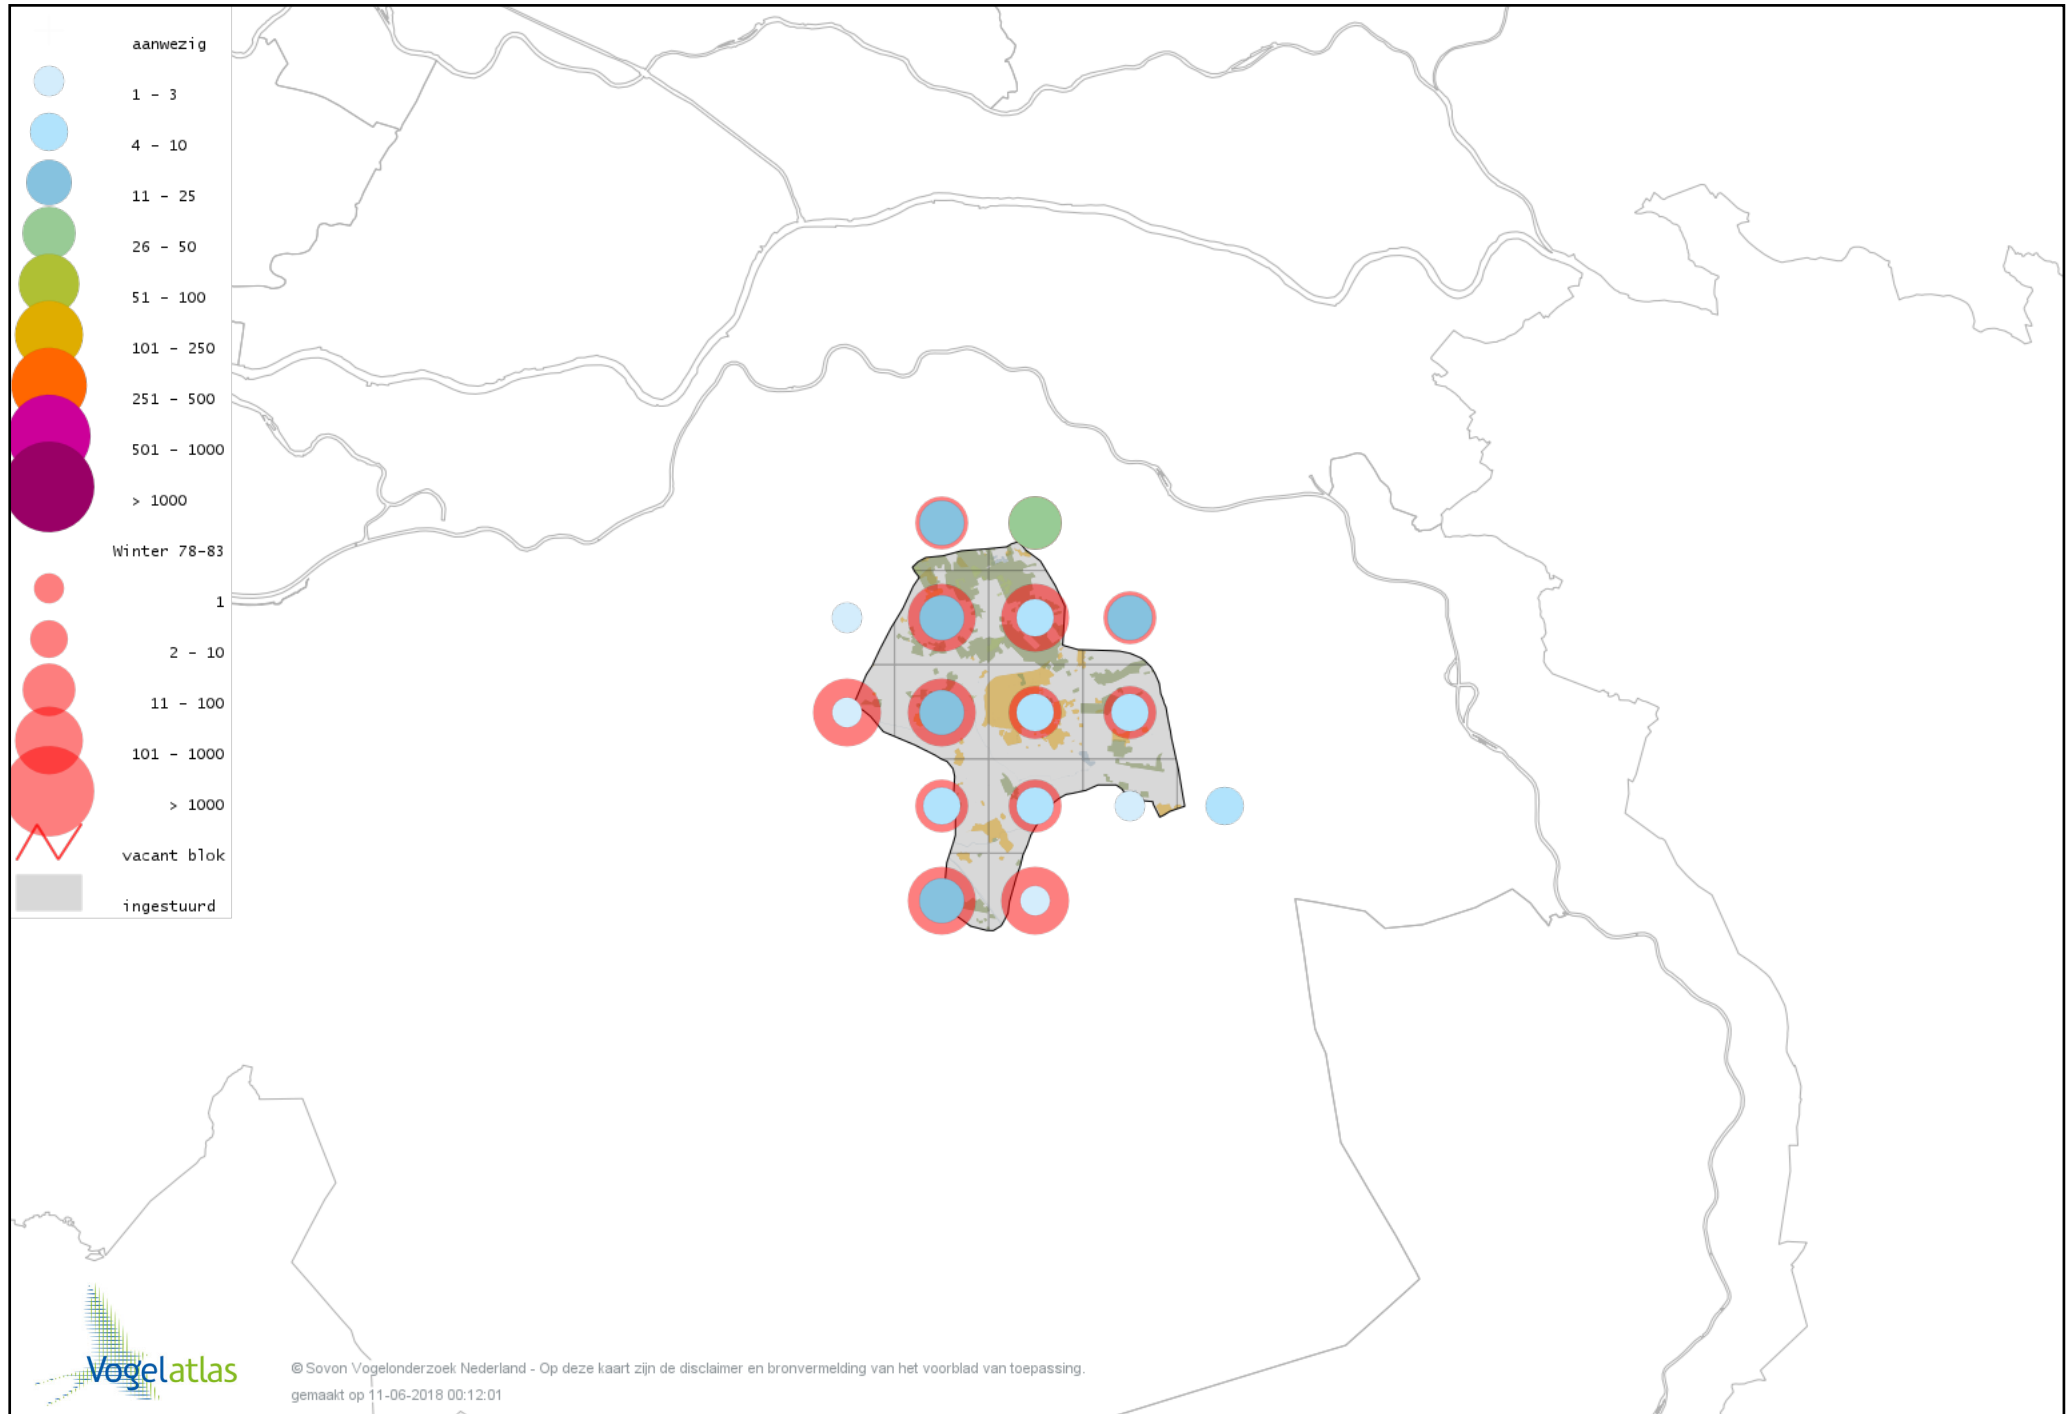 aanwezig
1 - 3
4 - 10
11 - 25
26 - 50
51 - 100
101 - 250
251 - 500
501 - 1000
> 1000
Winter 78-83
1
2 - 10
11 - 100
101 - 1000
> 1000
vacant blok
ingestuurd
Vogelatlas
© Sovon Vogelonderzoek Nederland - Op deze kaart zijn de disclaimer en bronvermelding van het voorblad van toepassing.
gemaakt op 11-06-2018 00:12:01